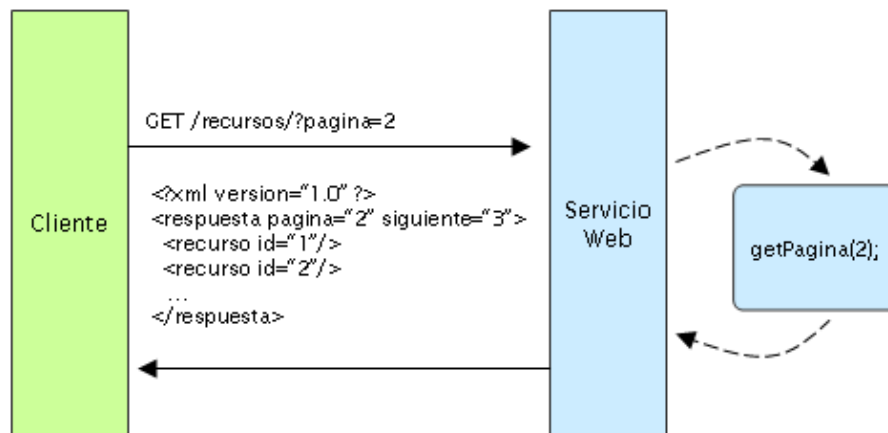 GET /recursos/?pagina=2
<?xml version="1.0" ?>
<respuesta pagina="2" siguiente="3">
<recurso id="1"/>
<recurso id="2"/>
...
</respuesta>
Cliente
Servicio
Web
getPagina(2);